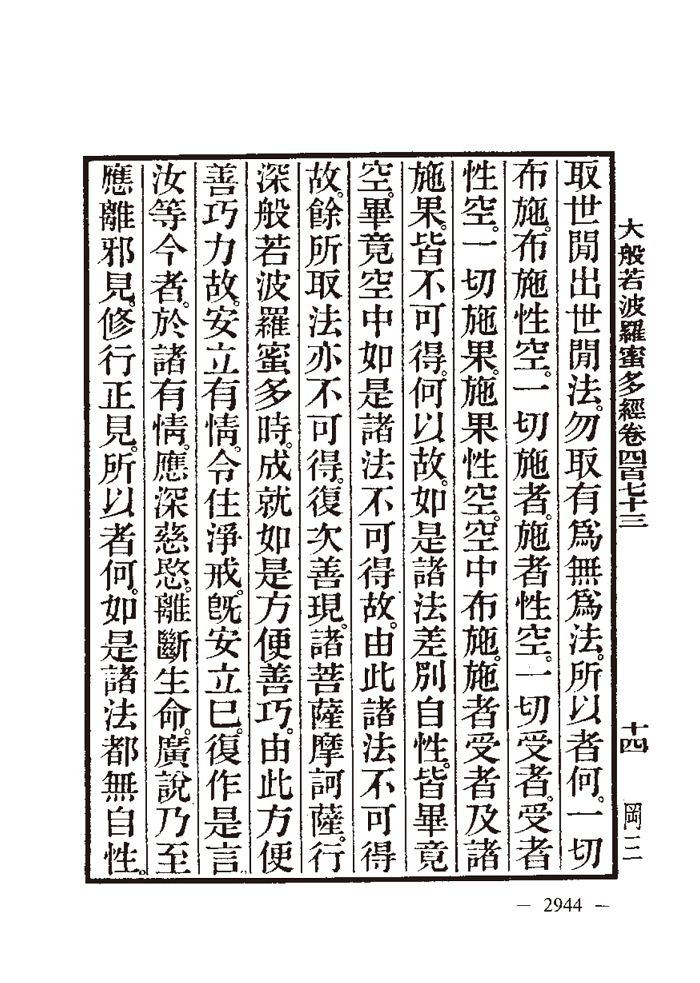 大般若波羅蜜多經卷四百七十三
十四
岡三
取世閒出世閒法。勿取有爲無爲法。所以者何。一切
布施。布施性空。一切施者。施者性空。一切受者。受者
性空。一切施果。施果性空。空中布施。施者受者及諸
施果。皆不可得。何以故。如是諸法差別自性。皆畢竟
空。畢竟空中如是諸法不可得故。由此諸法不可得
故。餘所取法亦不可得。復次善現。諸菩薩摩訶薩。行
深般若波羅蜜多時。成就如是方便善巧。由此方便
善巧力故。安立有情。令住淨戒。旣安立已。復作是言
汝等今者。於諸有情。應深慈愍。離斷生命。廣說乃至
應離邪見。修行正見。所以者何。如是諸法都無自性。
— 2944 —